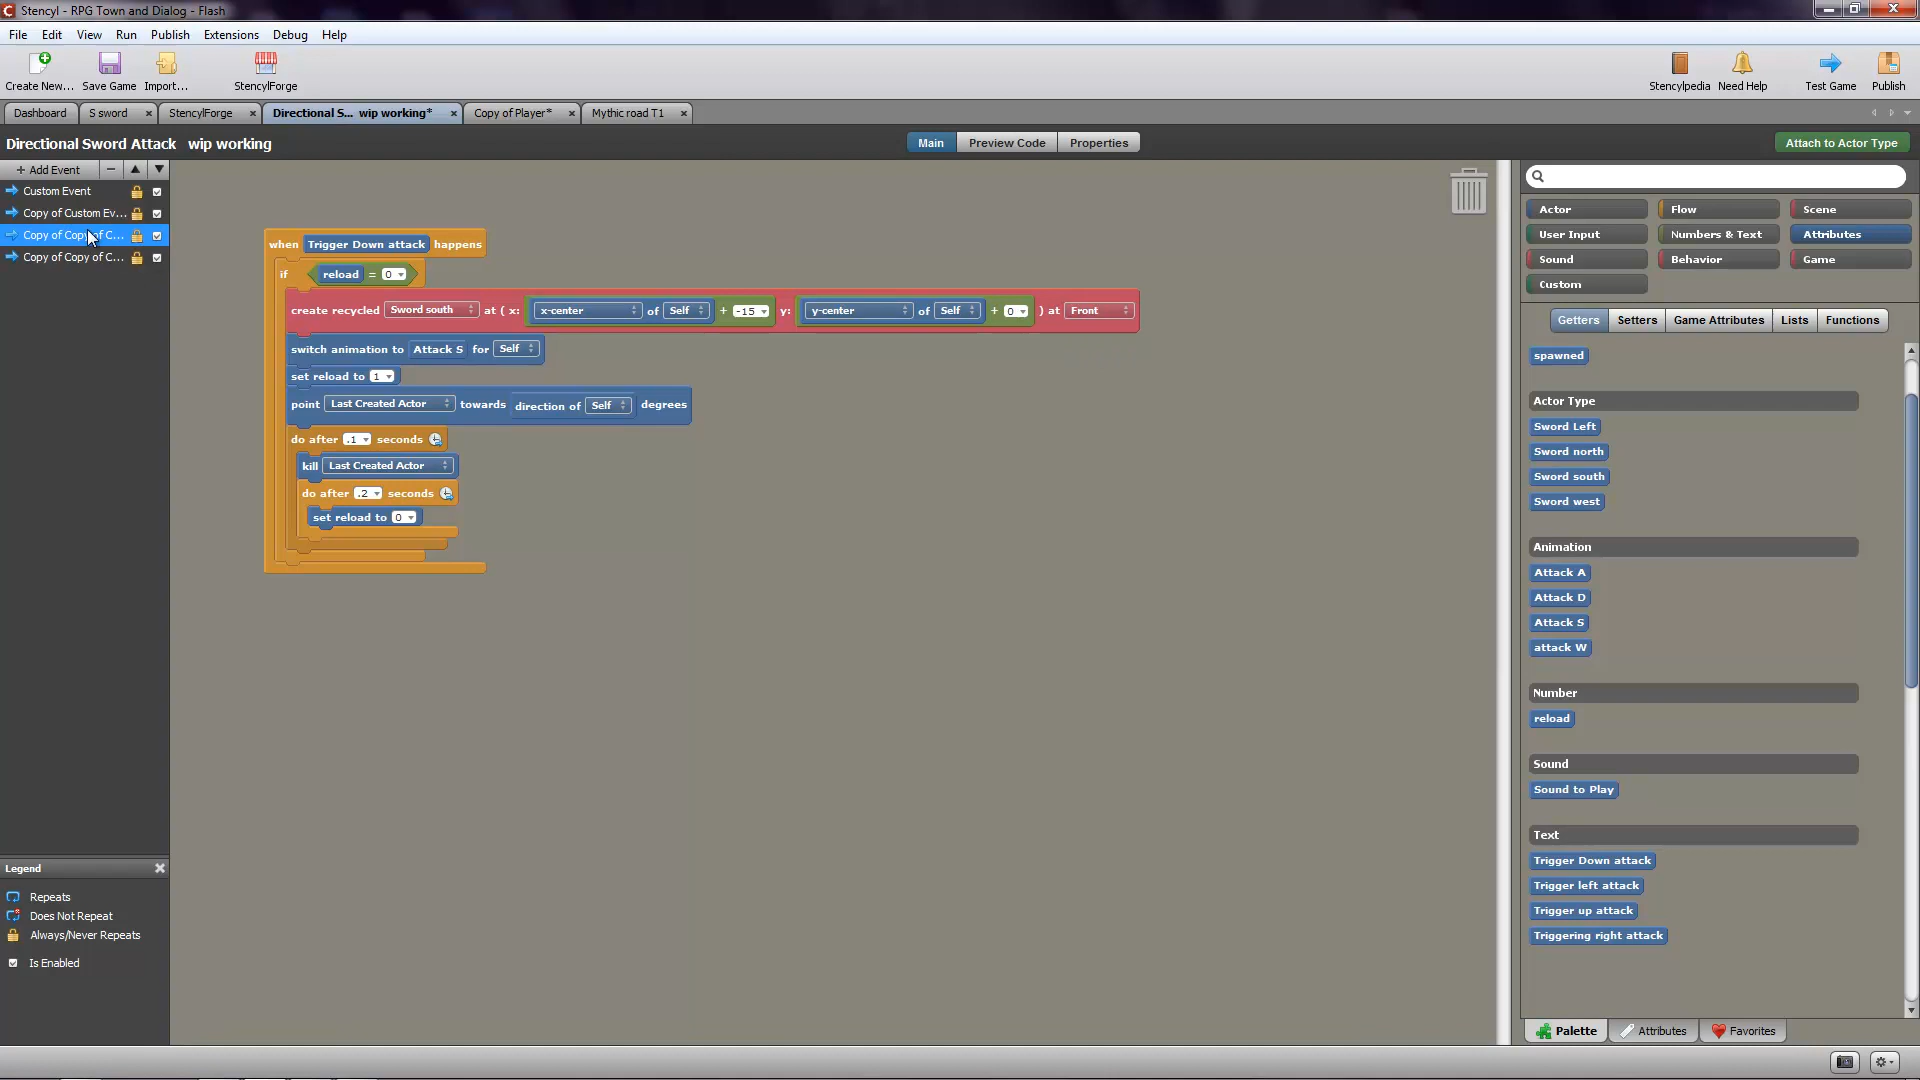 Stencyl - RPG Town and Dialog - Flash
File Edit View Run Publish Extensions Debug Help
Create New... Save Game Import... StencylForge Stencylpedia Need Help Test Game Publish
Dashboard S sword StencylForge Directional S... wip working* Copy of Player* Mythic road T1
Directional Sword Attack wip working Main Preview Code Properties Attach to Actor Type
+ Add Event
Custom Event
Copy of Custom Ev...
Copy of Copy of C...
Copy of Copy of C...
when Trigger Down attack happens
if reload = 0
create recycled Sword south at ( x: x-center of Self + -15 y: y-center of Self + 0 ) at Front
switch animation to Attack S for Self
set reload to 1
point Last Created Actor towards direction of Self degrees
do after .1 seconds
kill Last Created Actor
do after .2 seconds
set reload to 0
Legend
Repeats
Does Not Repeat
Always/Never Repeats
Is Enabled
Actor Flow Scene
User Input Numbers & Text Attributes
Sound Behavior Game
Custom
Getters Setters Game Attributes Lists Functions
spawned
Actor Type
Sword Left
Sword north
Sword south
Sword west
Animation
Attack A
Attack D
Attack S
attack W
Number
reload
Sound
Sound to Play
Text
Trigger Down attack
Trigger left attack
Trigger up attack
Triggering right attack
Palette Attributes Favorites